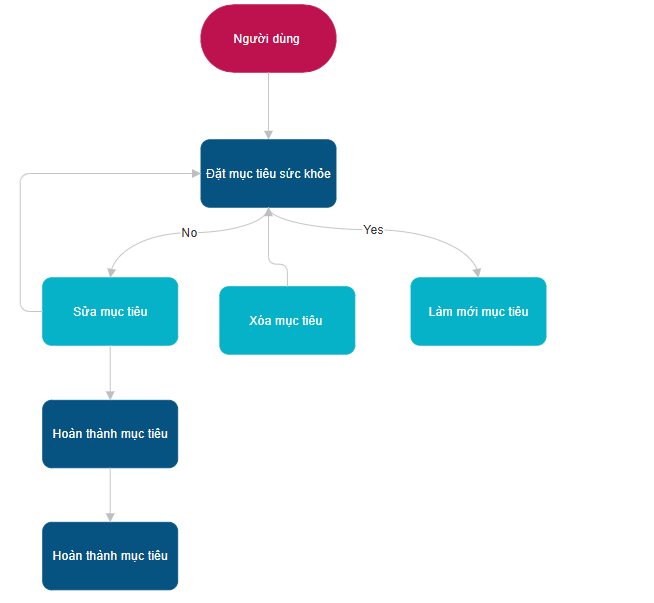 Người dùng
Đặt mục tiêu sức khỏe
No
Yes
Sửa mục tiêu
Xóa mục tiêu
Làm mới mục tiêu
Hoàn thành mục tiêu
Hoàn thành mục tiêu